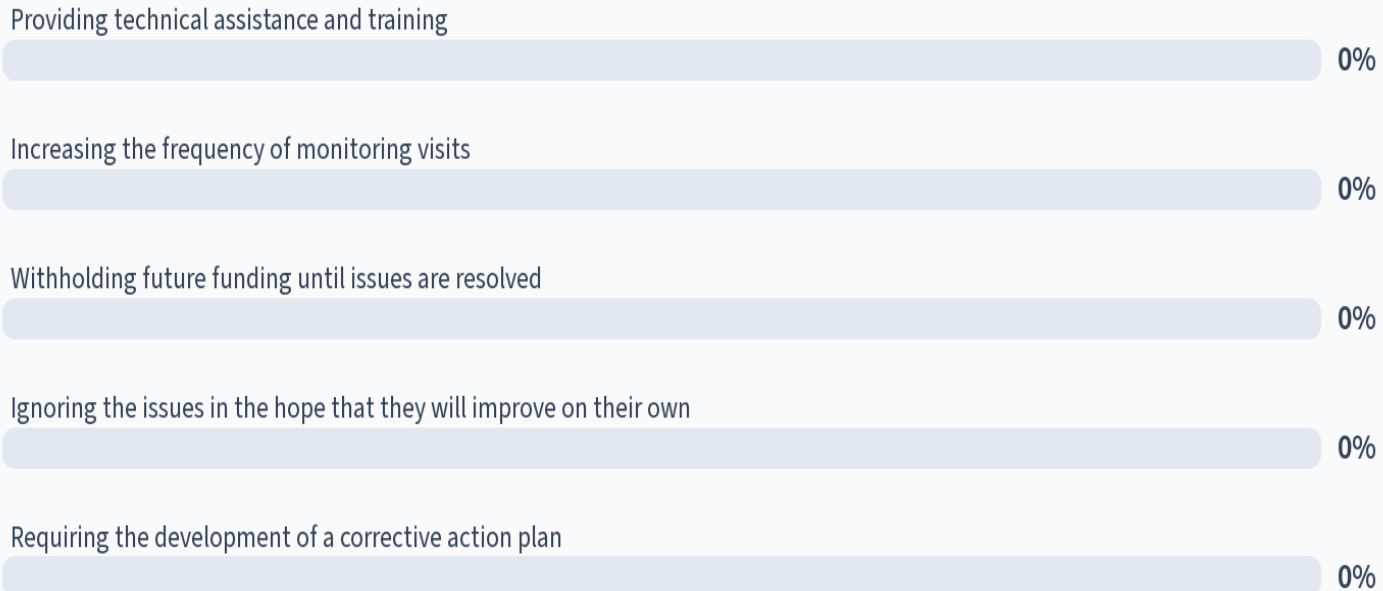 Providing technical assistance and training
0%
Increasing the frequency of monitoring visits
0%
Withholding future funding until issues are resolved
0%
Ignoring the issues in the hope that they will improve on their own
0%
Requiring the development of a corrective action plan
0%